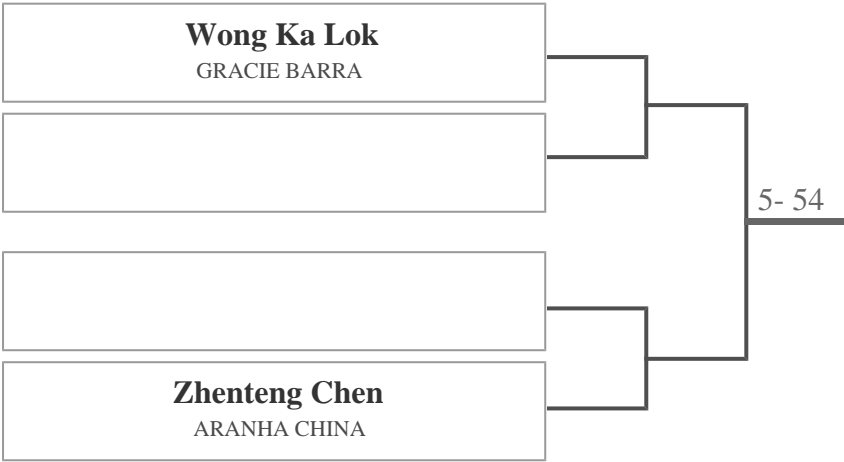 Wong Ka Lok
GRACIE BARRA
5- 54
Zhenteng Chen
ARANHA CHINA